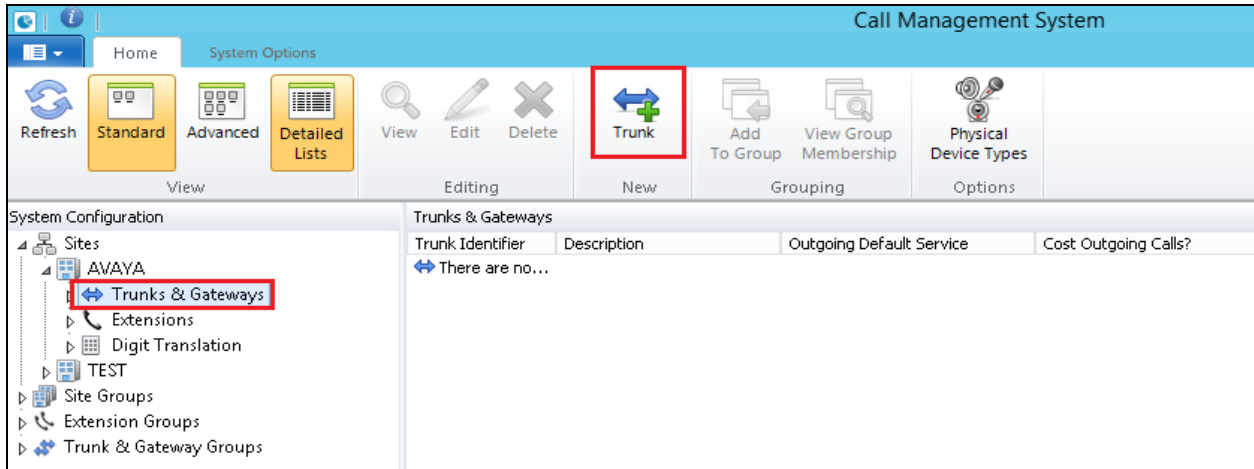 Call Management System
Home System Options
Refresh Standard Advanced Detailed Lists View Edit Delete Trunk Add To Group View Group Membership Physical Device Types
View Editing New Grouping Options
System Configuration Trunks & Gateways
Sites Trunk Identifier Description Outgoing Default Service Cost Outgoing Calls?
AVAYA There are no...
Trunks & Gateways
Extensions
Digit Translation
TEST
Site Groups
Extension Groups
Trunk & Gateway Groups